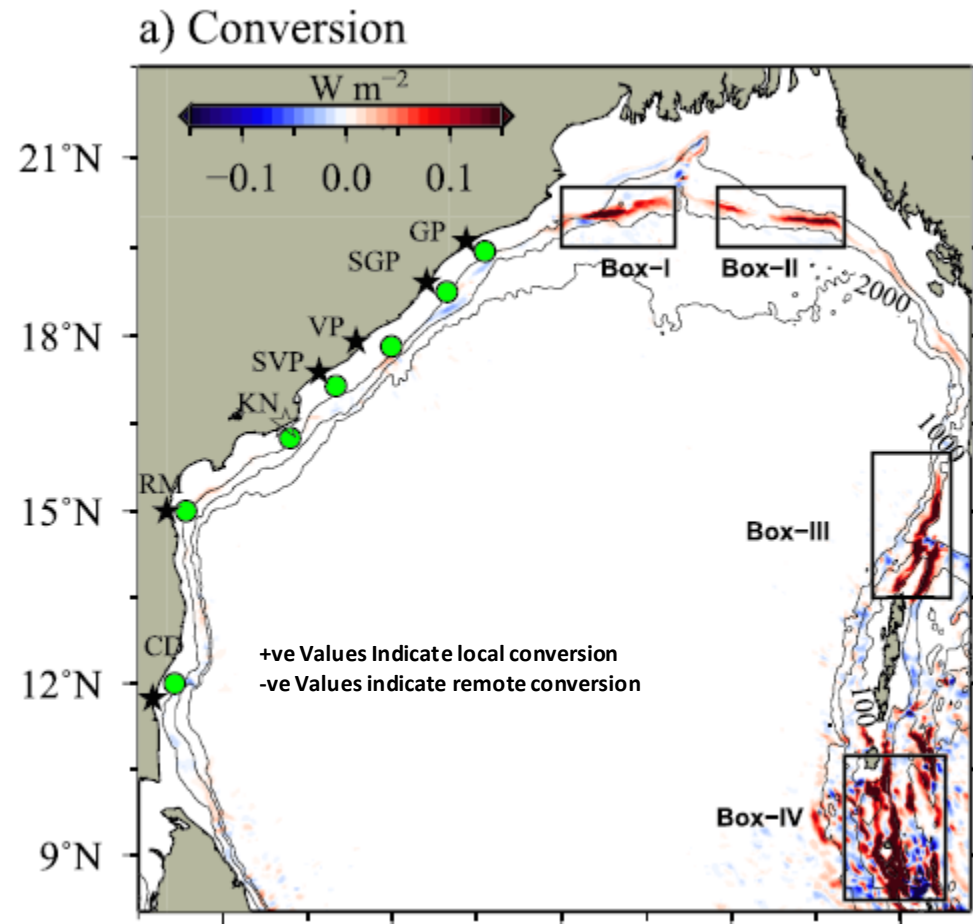 a) Conversion
W m⁻²
−0.1 0.0 0.1
21°N
GP
SGP
Box−I Box−II
2000
VP
18°N
SVP
KN
1000
RM
15°N
Box−III
CD
+ve Values Indicate local conversion
-ve Values indicate remote conversion
12°N
100
Box−IV
9°N